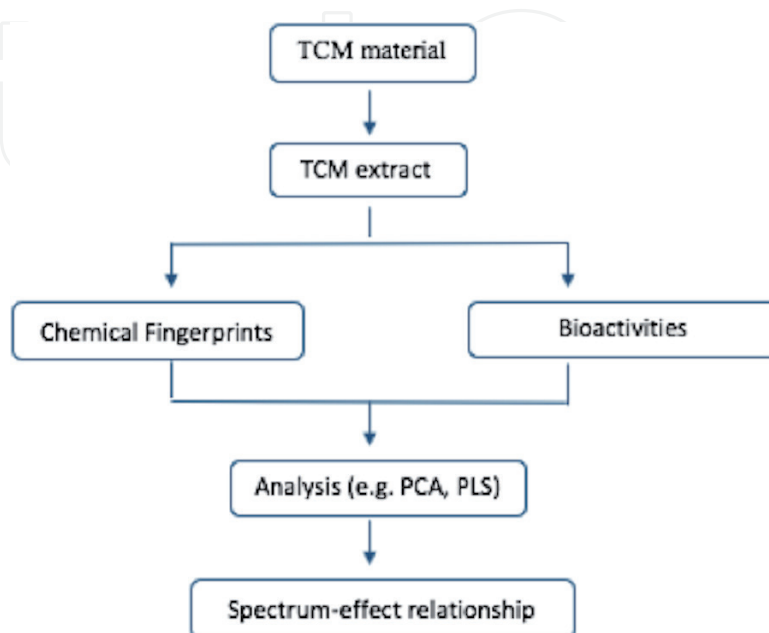 TCM material
TCM extract
Chemical Fingerprints
Bioactivities
Analysis (e.g. PCA, PLS)
Spectrum-effect relationship